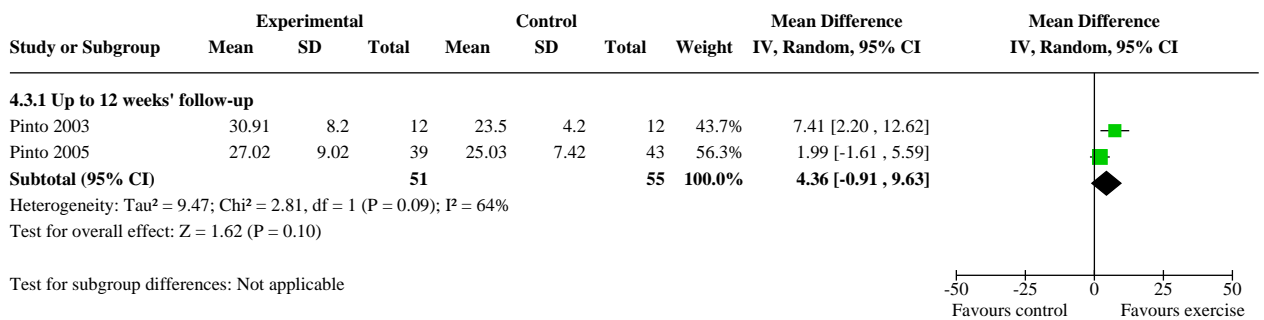 Experimental Control Mean Difference Mean Difference
Study or Subgroup Mean SD Total Mean SD Total Weight IV, Random, 95% CI IV, Random, 95% CI
4.3.1 Up to 12 weeks' follow-up
Pinto 2003 30.91 8.2 12 23.5 4.2 12 43.7% 7.41 [2.20 , 12.62]
Pinto 2005 27.02 9.02 39 25.03 7.42 43 56.3% 1.99 [-1.61 , 5.59]
Subtotal (95% CI) 51 55 100.0% 4.36 [-0.91 , 9.63]
Heterogeneity: Tau² = 9.47; Chi² = 2.81, df = 1 (P = 0.09); I² = 64%
Test for overall effect: Z = 1.62 (P = 0.10)
Test for subgroup differences: Not applicable
-50 -25 0 25 50
Favours control Favours exercise